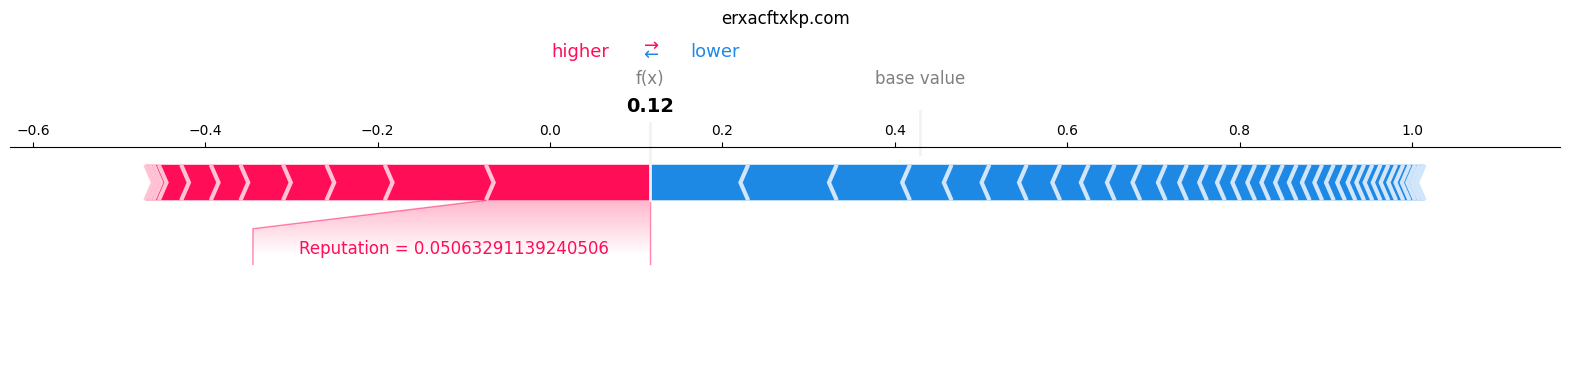 erxacftxkp.com
higher ⇄ lower
f(x) base value
0.12
−0.6 −0.4 −0.2 0.0 0.2 0.4 0.6 0.8 1.0
Reputation = 0.05063291139240506